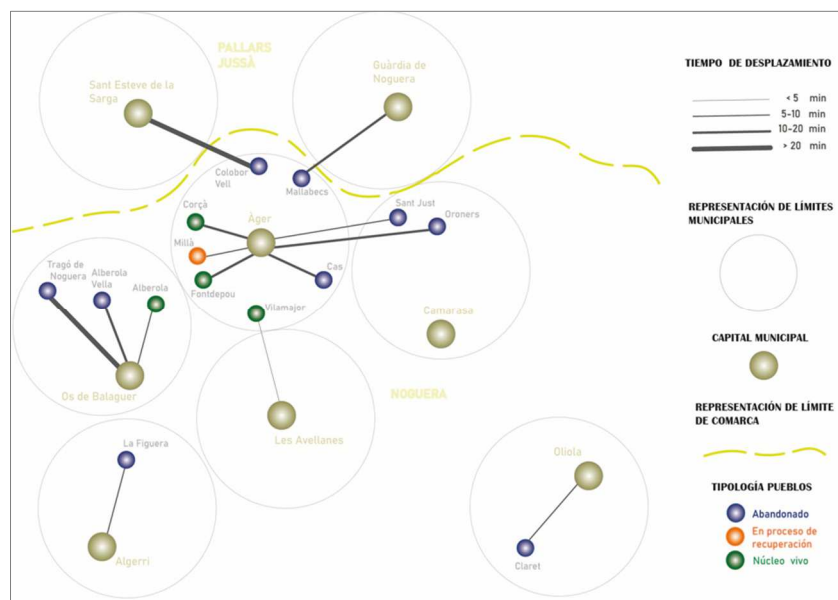 PALLARS
JUSSÀ
Sant Esteve de la
Sarga
Guàrdia de
Noguera
Colobor
Vell
Mallabecs
Corçà
Àger
Sant Just
Oroners
Millà
Fontdepou
Cas
Tragó de
Noguera
Alberola
Vella
Alberola
Vilamajor
Camarasa
Os de Balaguer
NOGUERA
Les Avellanes
La Figuera
Algerri
Oliola
Claret
TIEMPO DE DESPLAZAMIENTO
< 5 min
5-10 min
10-20 min
> 20 min
REPRESENTACIÓN DE LÍMITES
MUNICIPALES
CAPITAL MUNICIPAL
REPRESENTACIÓN DE LÍMITE
DE COMARCA
TIPOLOGÍA PUEBLOS
Abandonado
En proceso de
recuperación
Núcleo vivo